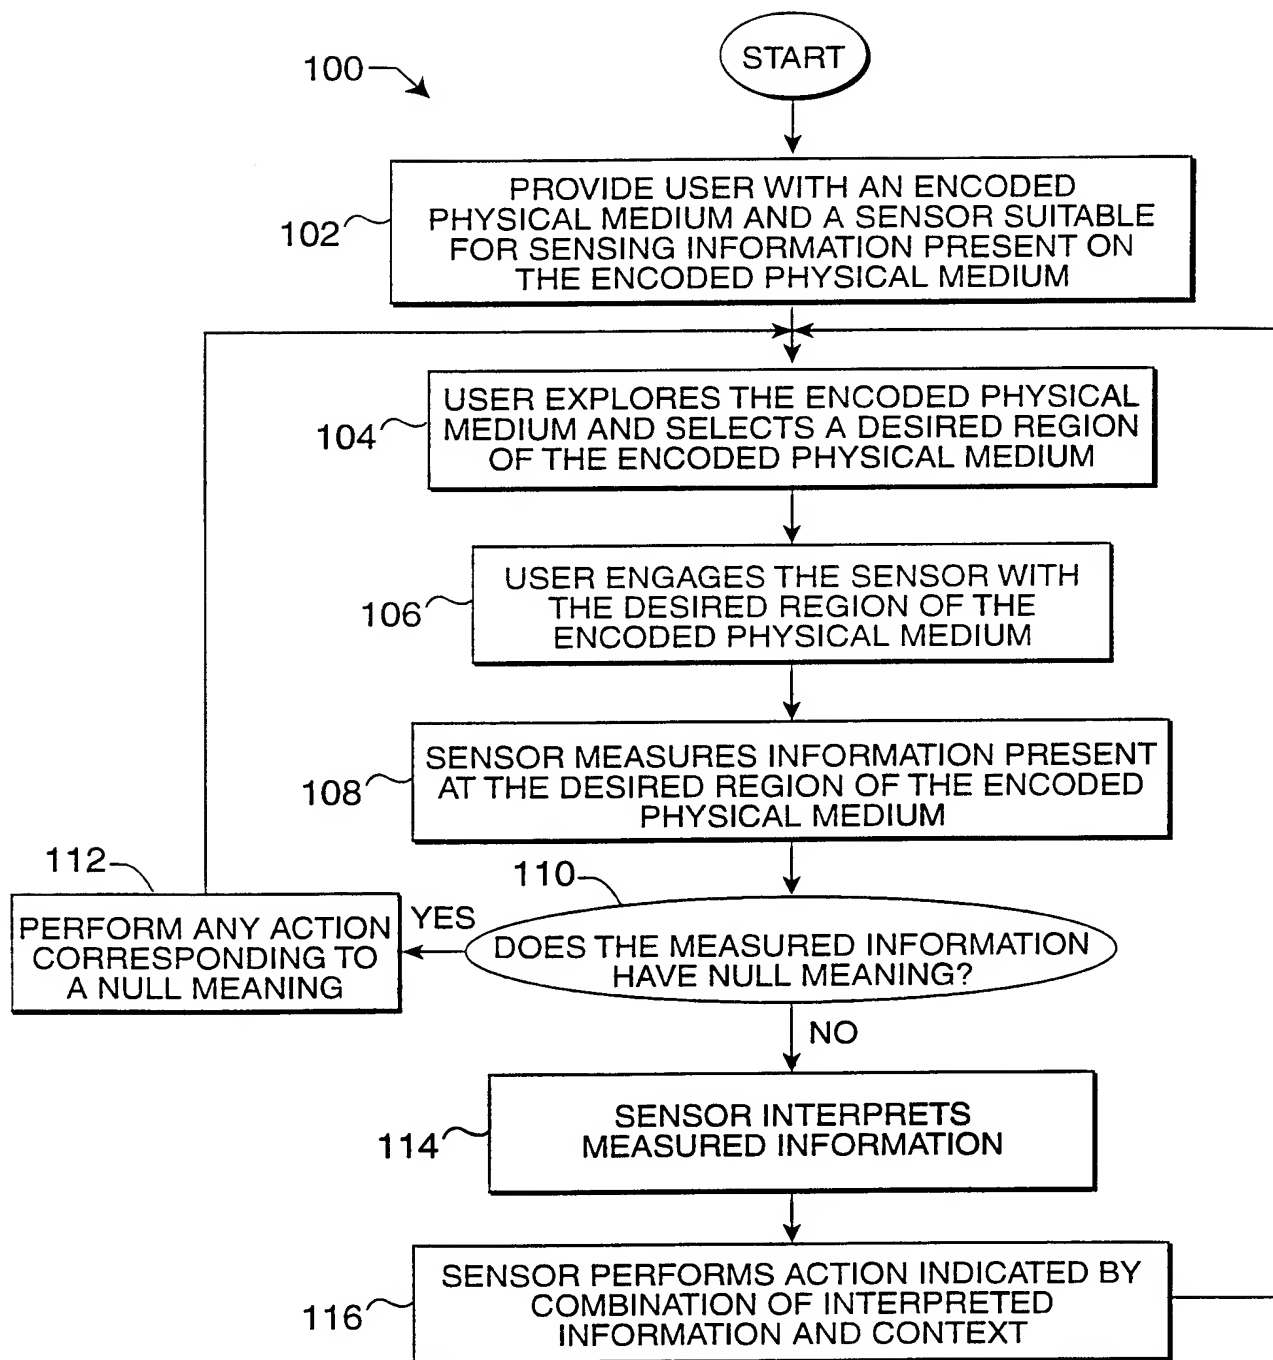 START
100
PROVIDE USER WITH AN ENCODED
PHYSICAL MEDIUM AND A SENSOR SUITABLE
FOR SENSING INFORMATION PRESENT ON
THE ENCODED PHYSICAL MEDIUM
102
USER EXPLORES THE ENCODED PHYSICAL
MEDIUM AND SELECTS A DESIRED REGION
OF THE ENCODED PHYSICAL MEDIUM
104
USER ENGAGES THE SENSOR WITH
THE DESIRED REGION OF THE
ENCODED PHYSICAL MEDIUM
106
SENSOR MEASURES INFORMATION PRESENT
AT THE DESIRED REGION OF THE ENCODED
PHYSICAL MEDIUM
108
112
110
PERFORM ANY ACTION
CORRESPONDING TO
A NULL MEANING
YES
DOES THE MEASURED INFORMATION
HAVE NULL MEANING?
NO
SENSOR INTERPRETS
MEASURED INFORMATION
114
SENSOR PERFORMS ACTION INDICATED BY
COMBINATION OF INTERPRETED
INFORMATION AND CONTEXT
116